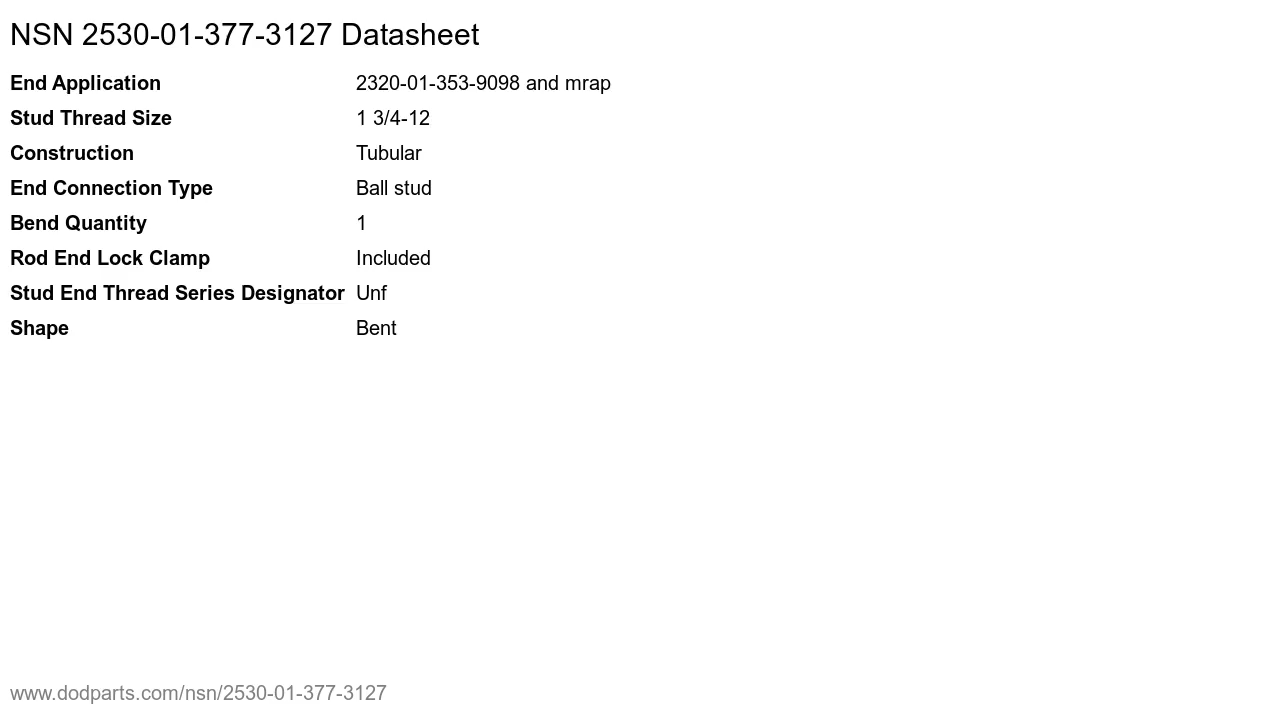 NSN 2530-01-377-3127 Datasheet
End Application 2320-01-353-9098 and mrap
Stud Thread Size 1 3/4-12
Construction Tubular
End Connection Type Ball stud
Bend Quantity 1
Rod End Lock Clamp Included
Stud End Thread Series Designator Unf
Shape Bent
www.dodparts.com/nsn/2530-01-377-3127